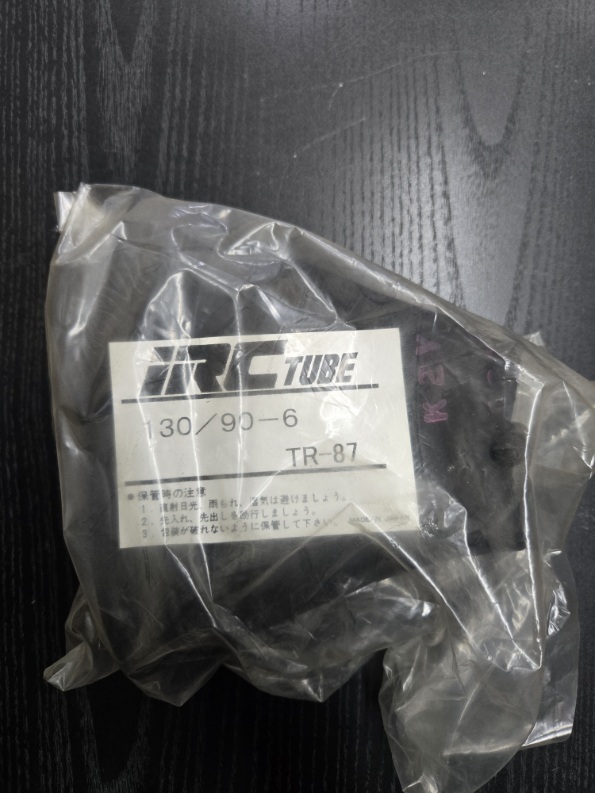 IRC TUBE
130/90-6
TR-87
●保管時の注意
1. 直射日光、雨もれ、湿気は避けましょう。
2. 先入れ、先出しを励行しましょう。
3. 包装が破れないように保管して下さい。
MADE IN JAPAN